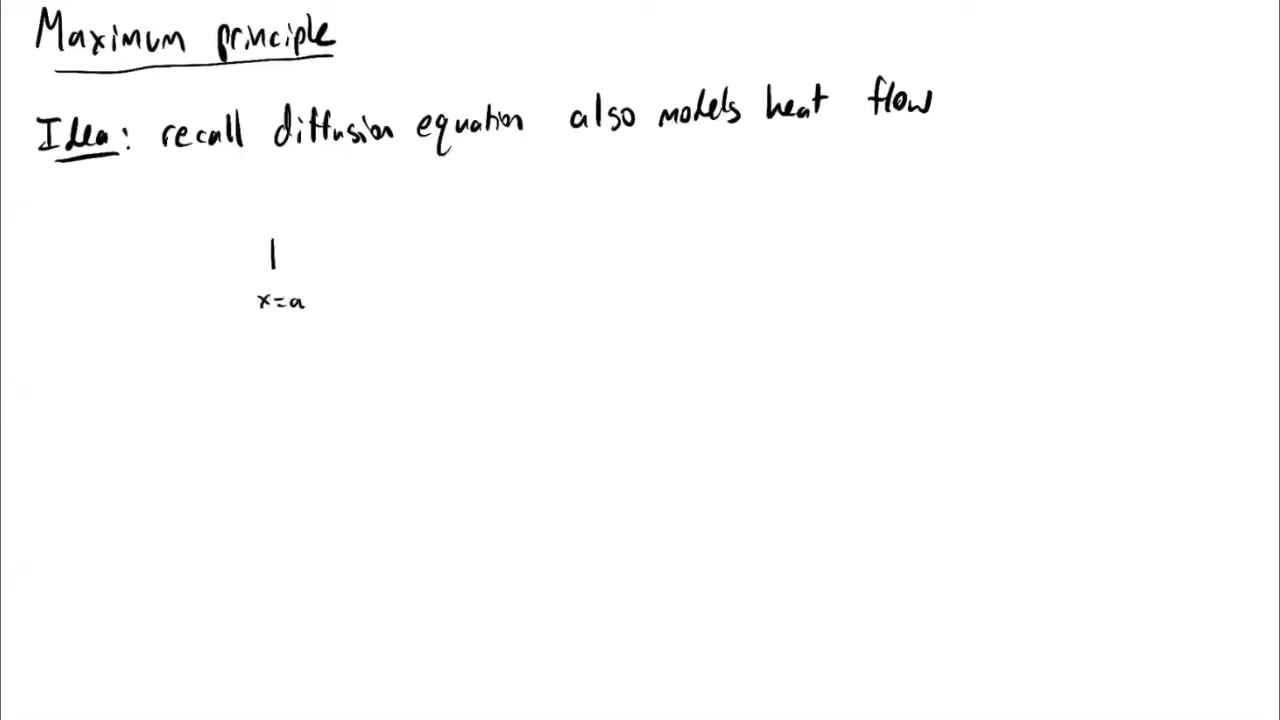 Maximum principle
Idea: recall diffusion equation also models heat flow
x=a